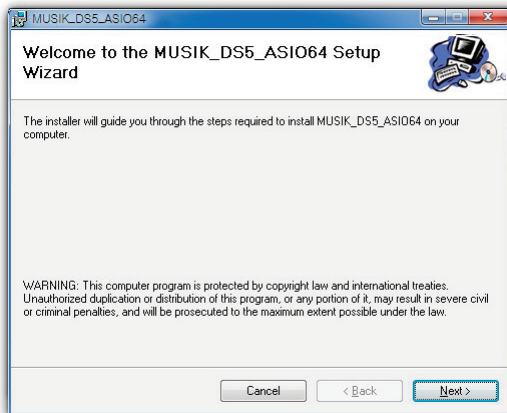 MUSIK_DS5_ASIO64
Welcome to the MUSIK_DS5_ASIO64 Setup
Wizard
The installer will guide you through the steps required to install MUSIK_DS5_ASIO64 on your
computer.
WARNING: This computer program is protected by copyright law and international treaties.
Unauthorized duplication or distribution of this program, or any portion of it, may result in severe civil
or criminal penalties, and will be prosecuted to the maximum extent possible under the law.
Cancel < Back Next >